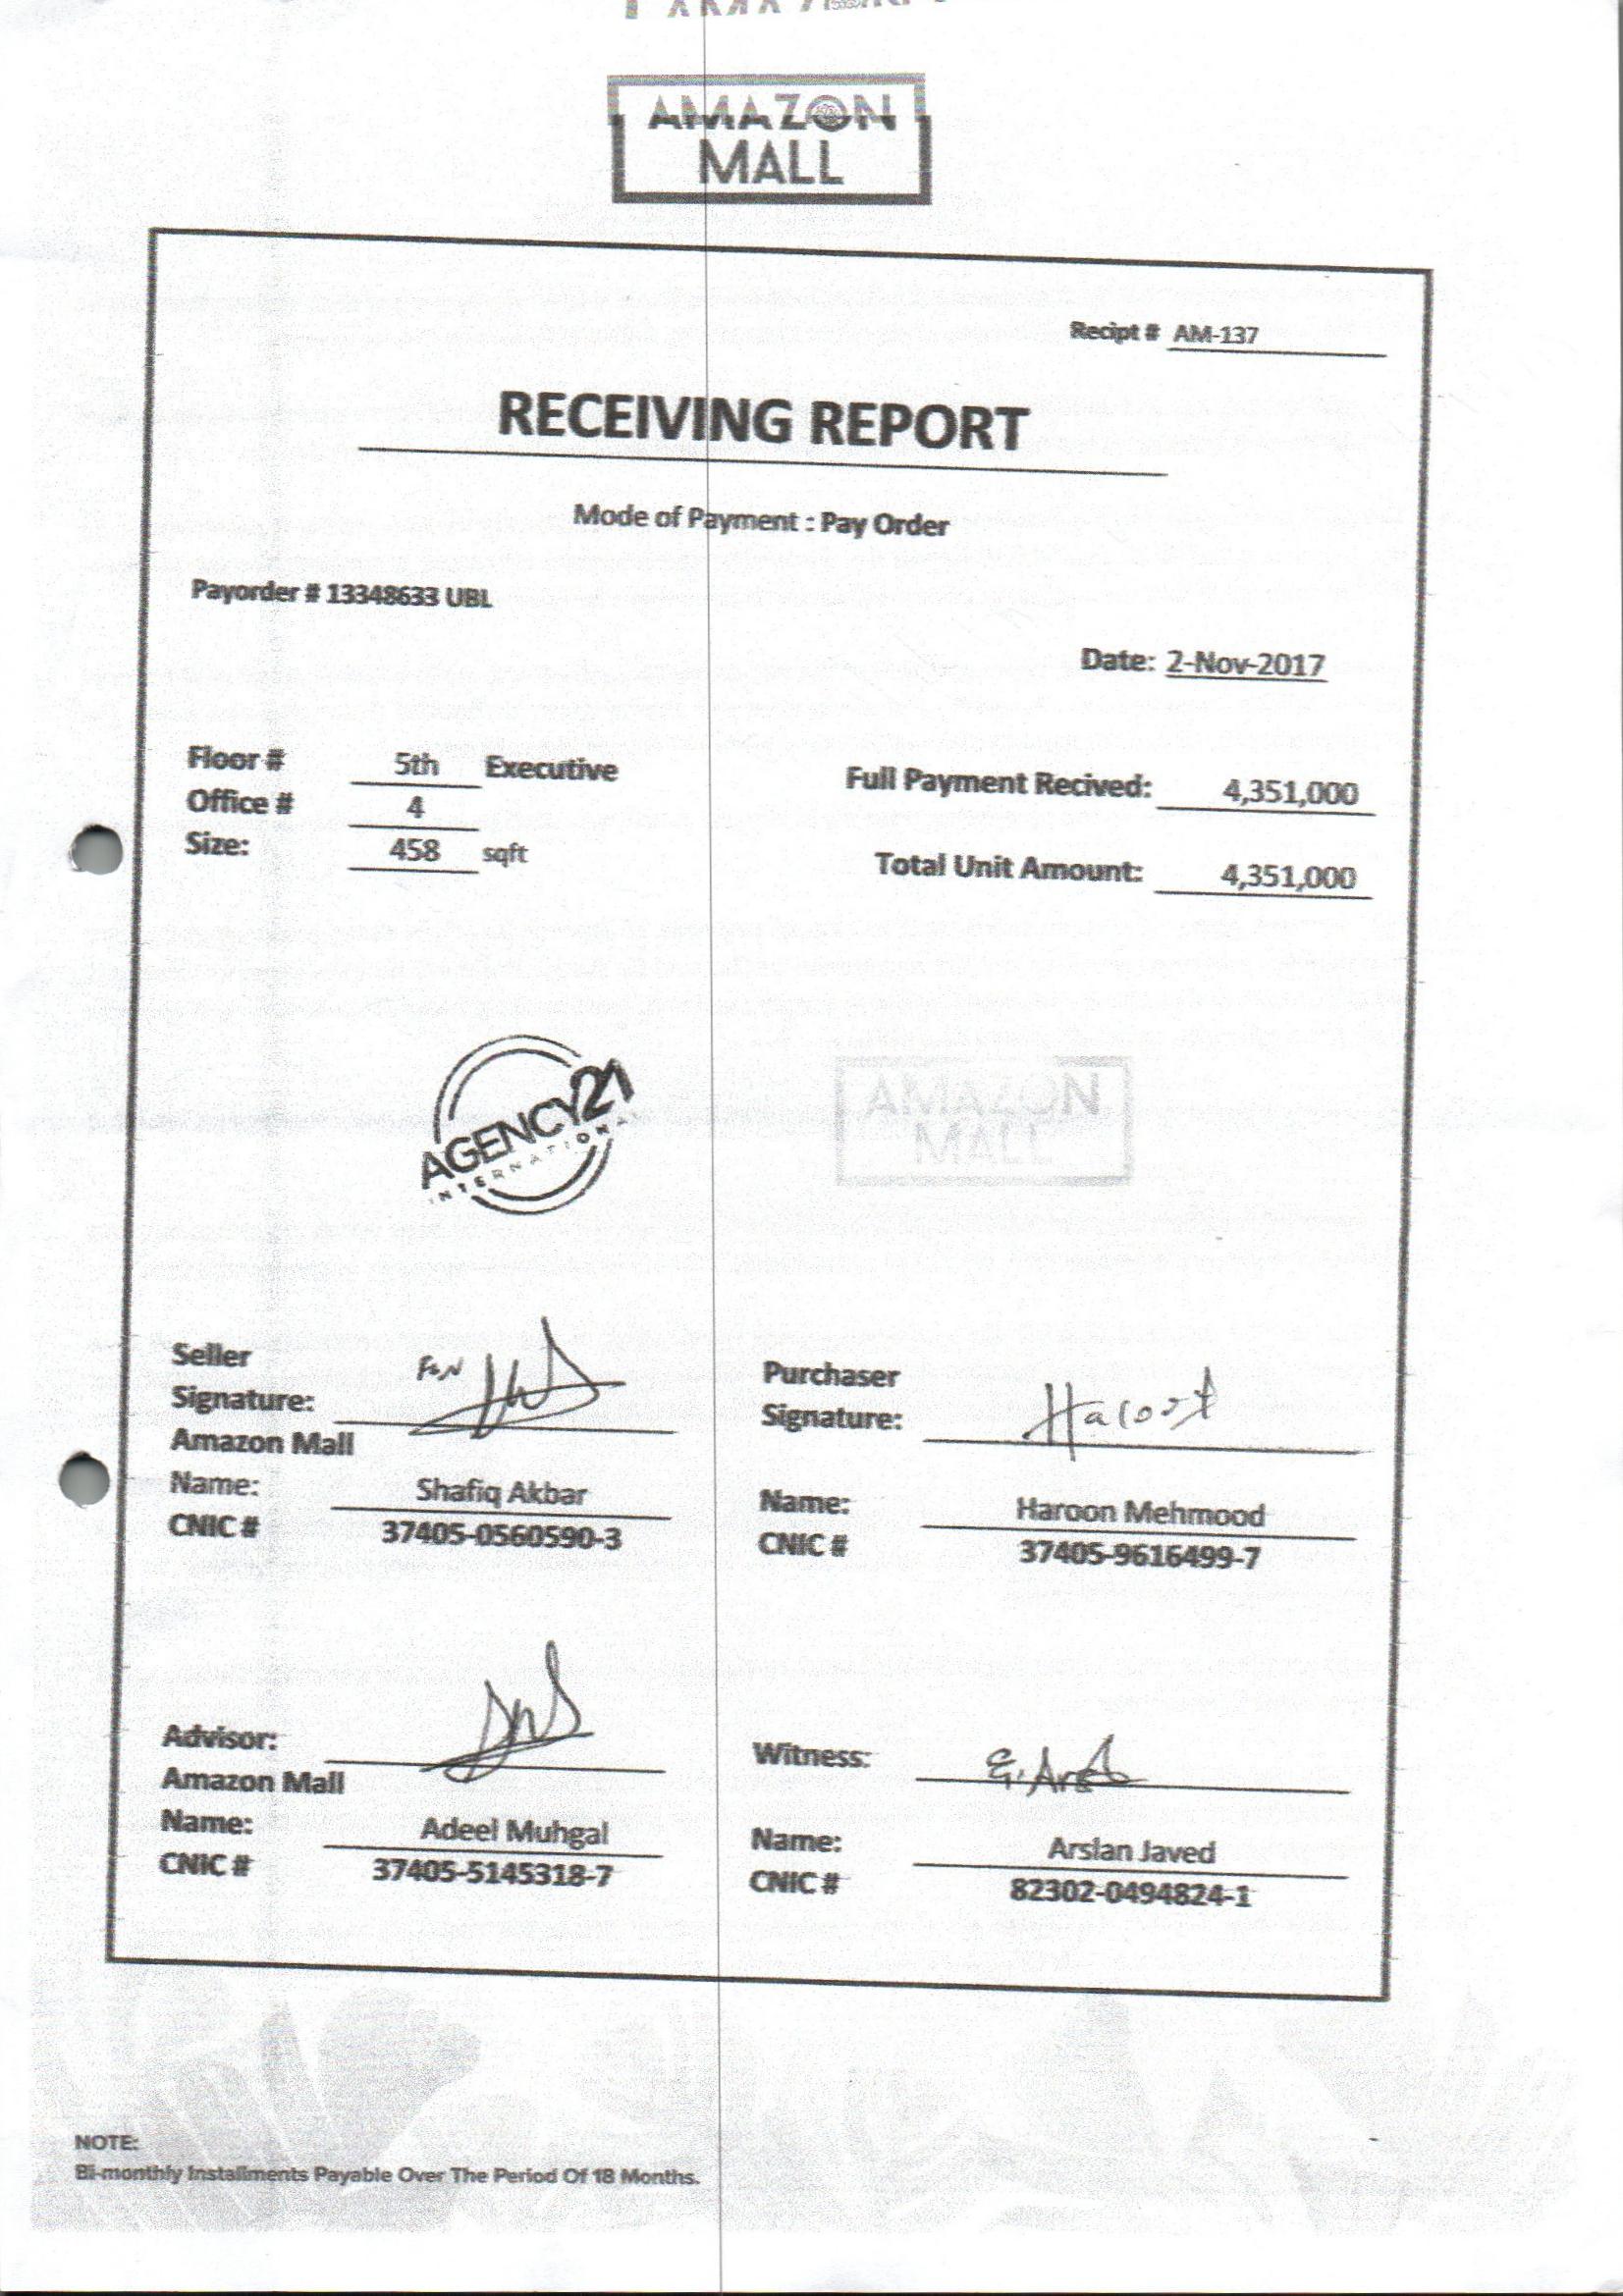 AMAZON
MALL
Recipt # AM-137
RECEIVING REPORT
Mode of Payment : Pay Order
Payorder # 13348633 UBL
Date: 2-Nov-2017
Floor # 5th Executive
Full Payment Recived: 4,351,000
Office # 4
Size: 458 sqft
Total Unit Amount: 4,351,000
AGENCY21
INTERNATIONAL
AMAZON
MALL
Seller
Signature:
Amazon Mall
Name: Shafiq Akbar
CNIC # 37405-0560590-3
Purchaser
Signature: Haroon
Name: Haroon Mehmood
CNIC # 37405-9616499-7
Advisor:
Amazon Mall
Name: Adeel Muhgal
CNIC # 37405-5145318-7
Witness:
Name: Arslan Javed
CNIC # 82302-0494824-1
NOTE:
Bi-monthly Installments Payable Over The Period Of 18 Months.